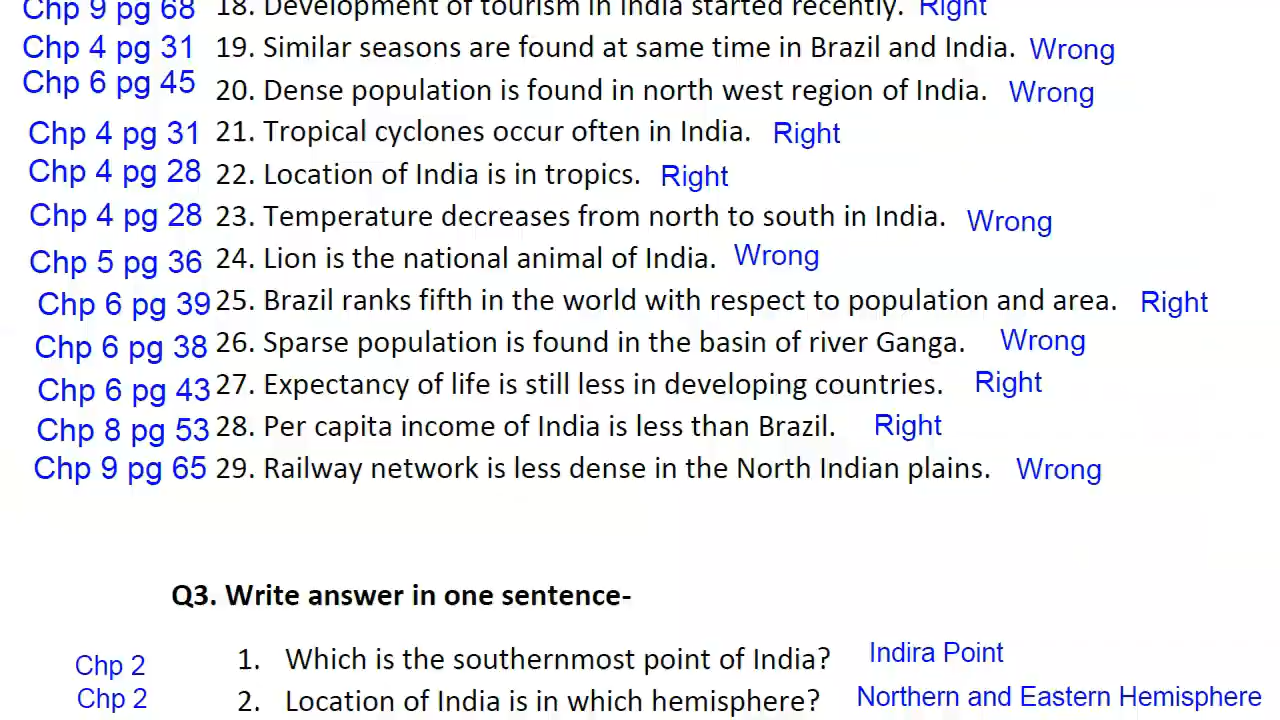 Chp 9 pg 68 18. Development of tourism in India started recently. Right
Chp 4 pg 31 19. Similar seasons are found at same time in Brazil and India. Wrong
Chp 6 pg 45 20. Dense population is found in north west region of India. Wrong
Chp 4 pg 31 21. Tropical cyclones occur often in India. Right
Chp 4 pg 28 22. Location of India is in tropics. Right
Chp 4 pg 28 23. Temperature decreases from north to south in India. Wrong
Chp 5 pg 36 24. Lion is the national animal of India. Wrong
Chp 6 pg 39 25. Brazil ranks fifth in the world with respect to population and area. Right
Chp 6 pg 38 26. Sparse population is found in the basin of river Ganga. Wrong
Chp 6 pg 43 27. Expectancy of life is still less in developing countries. Right
Chp 8 pg 53 28. Per capita income of India is less than Brazil. Right
Chp 9 pg 65 29. Railway network is less dense in the North Indian plains. Wrong
Q3. Write answer in one sentence-
Chp 2 1. Which is the southernmost point of India? Indira Point
Chp 2 2. Location of India is in which hemisphere? Northern and Eastern Hemisphere